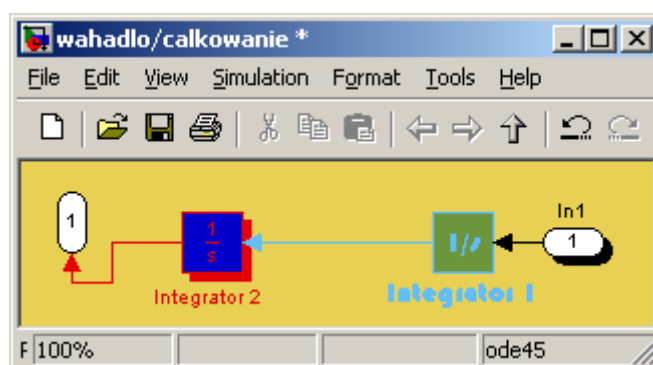 wahadlo/calkowanie *
File Edit View Simulation Format Tools Help
1
1
s
Integrator 2
1/s
Integrator 1
In1
1
F 100% ode45